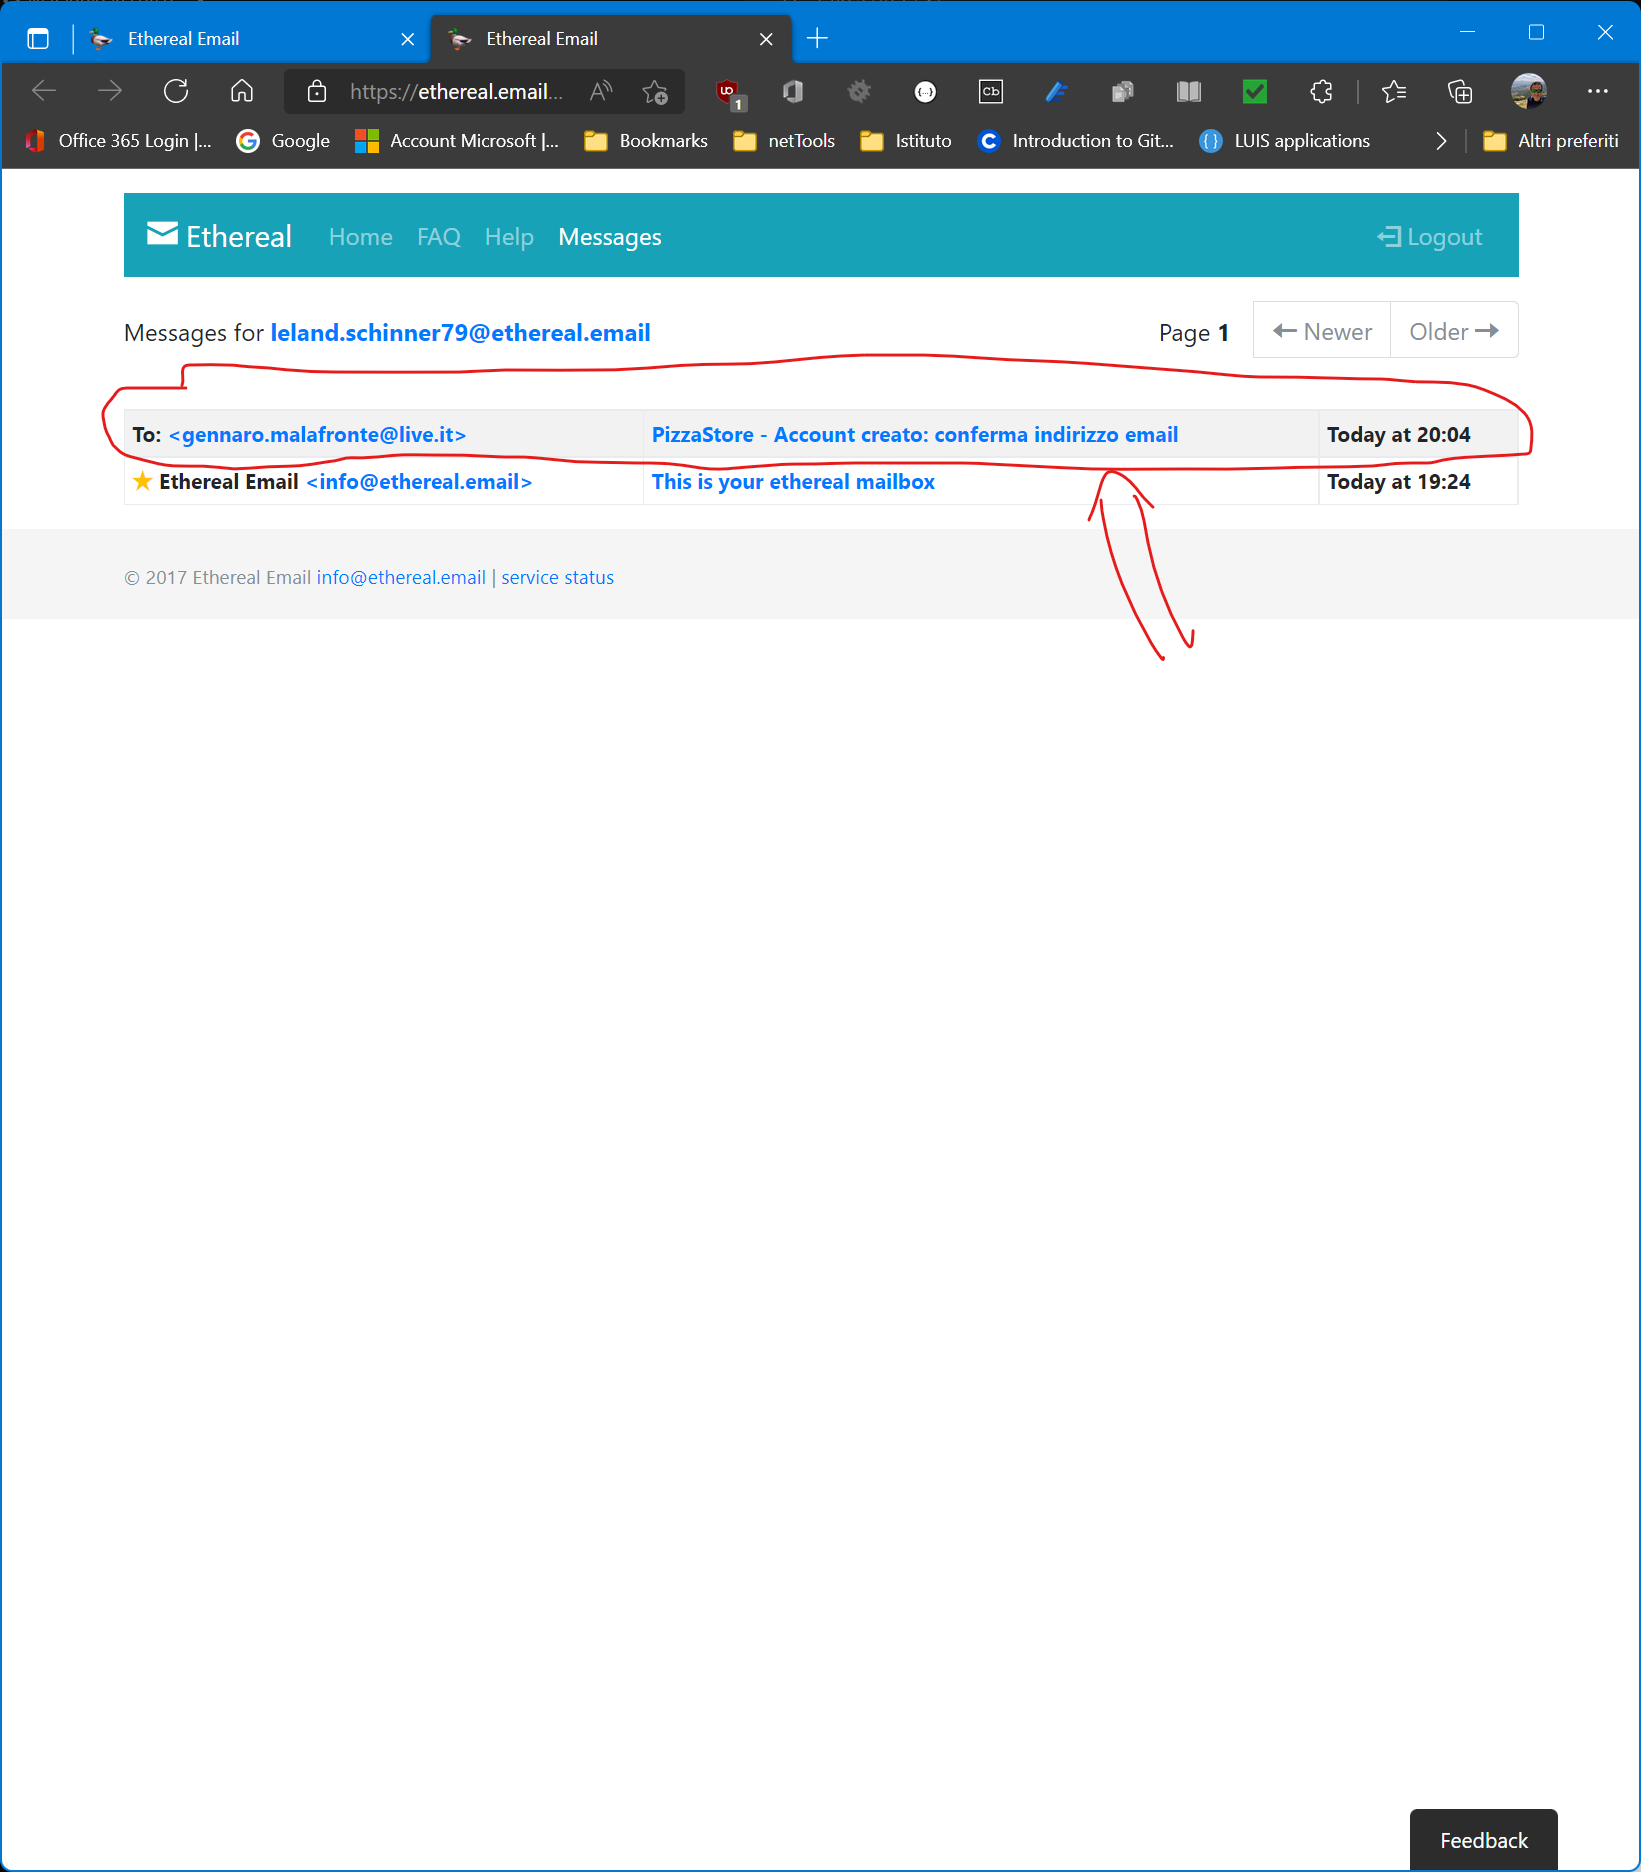 Ethereal Email
Ethereal Email
https://ethereal.email...
UD
1
{...}
Cb
Office 365 Login |...
Google
Account Microsoft |...
Bookmarks
netTools
Istituto
Introduction to Git...
LUIS applications
Altri preferiti
Ethereal Home FAQ Help Messages Logout
Messages for leland.schinner79@ethereal.email Page 1 Newer Older
To: <gennaro.malafronte@live.it> PizzaStore - Account creato: conferma indirizzo email Today at 20:04
Ethereal Email <info@ethereal.email> This is your ethereal mailbox Today at 19:24
© 2017 Ethereal Email info@ethereal.email | service status
Feedback